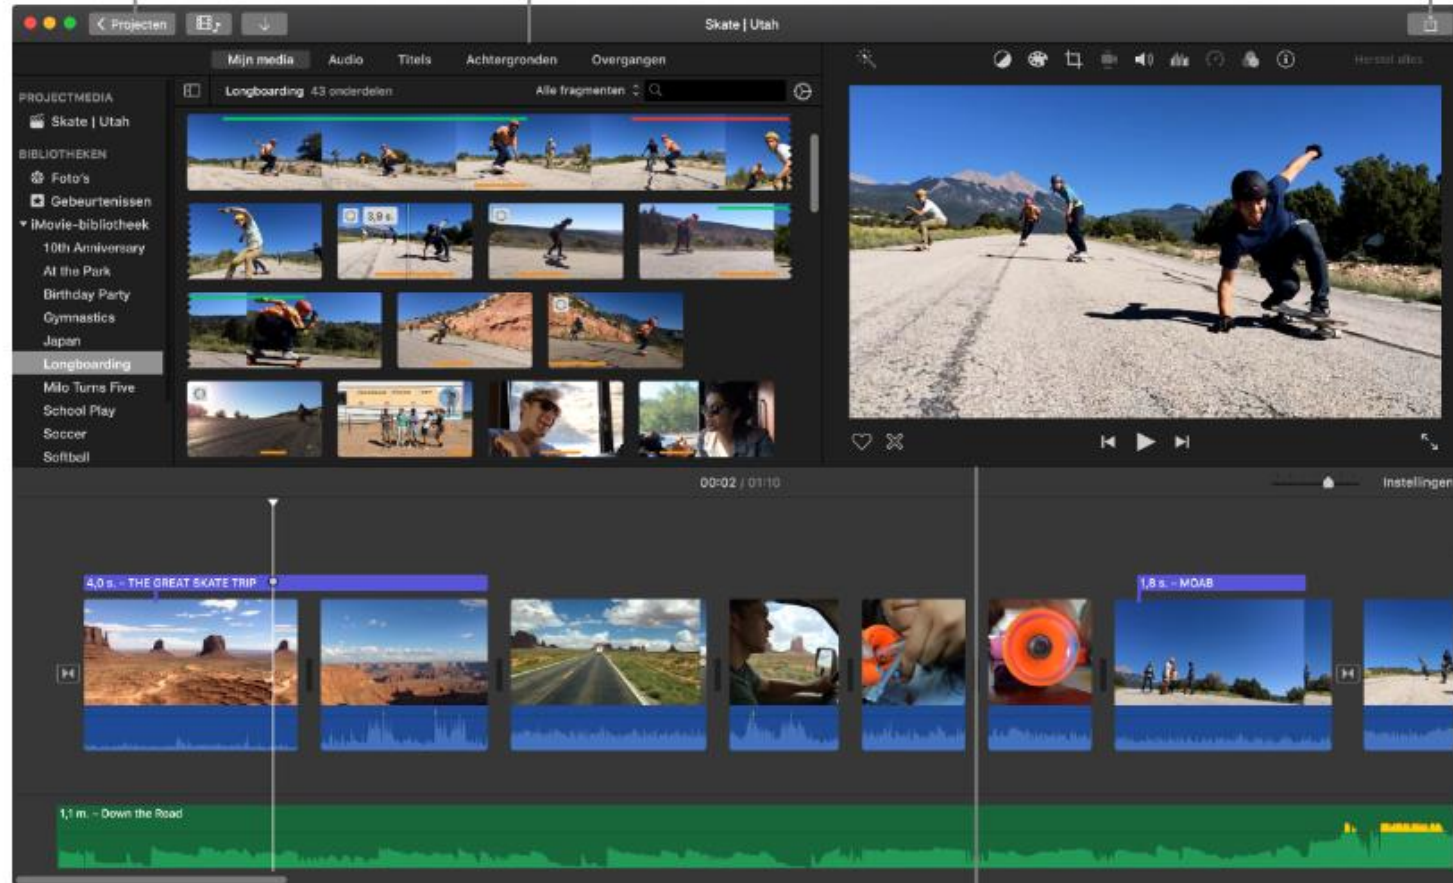 Projecten
Skate | Utah
Mijn media Audio Titels Achtergronden Overgangen
Herstel alles
PROJECTMEDIA
Skate | Utah
BIBLIOTHEKEN
Foto's
Gebeurtenissen
iMovie-bibliotheek
10th Anniversary
At the Park
Birthday Party
Gymnastics
Japan
Longboarding
Milo Turns Five
School Play
Soccer
Softball
Longboarding 43 onderdelen
Alle fragmenten
3,9 s.
00:02 / 01:10
Instellingen
4,0 s. – THE GREAT SKATE TRIP
1,8 s. – MOAB
1,1 m. – Down the Road